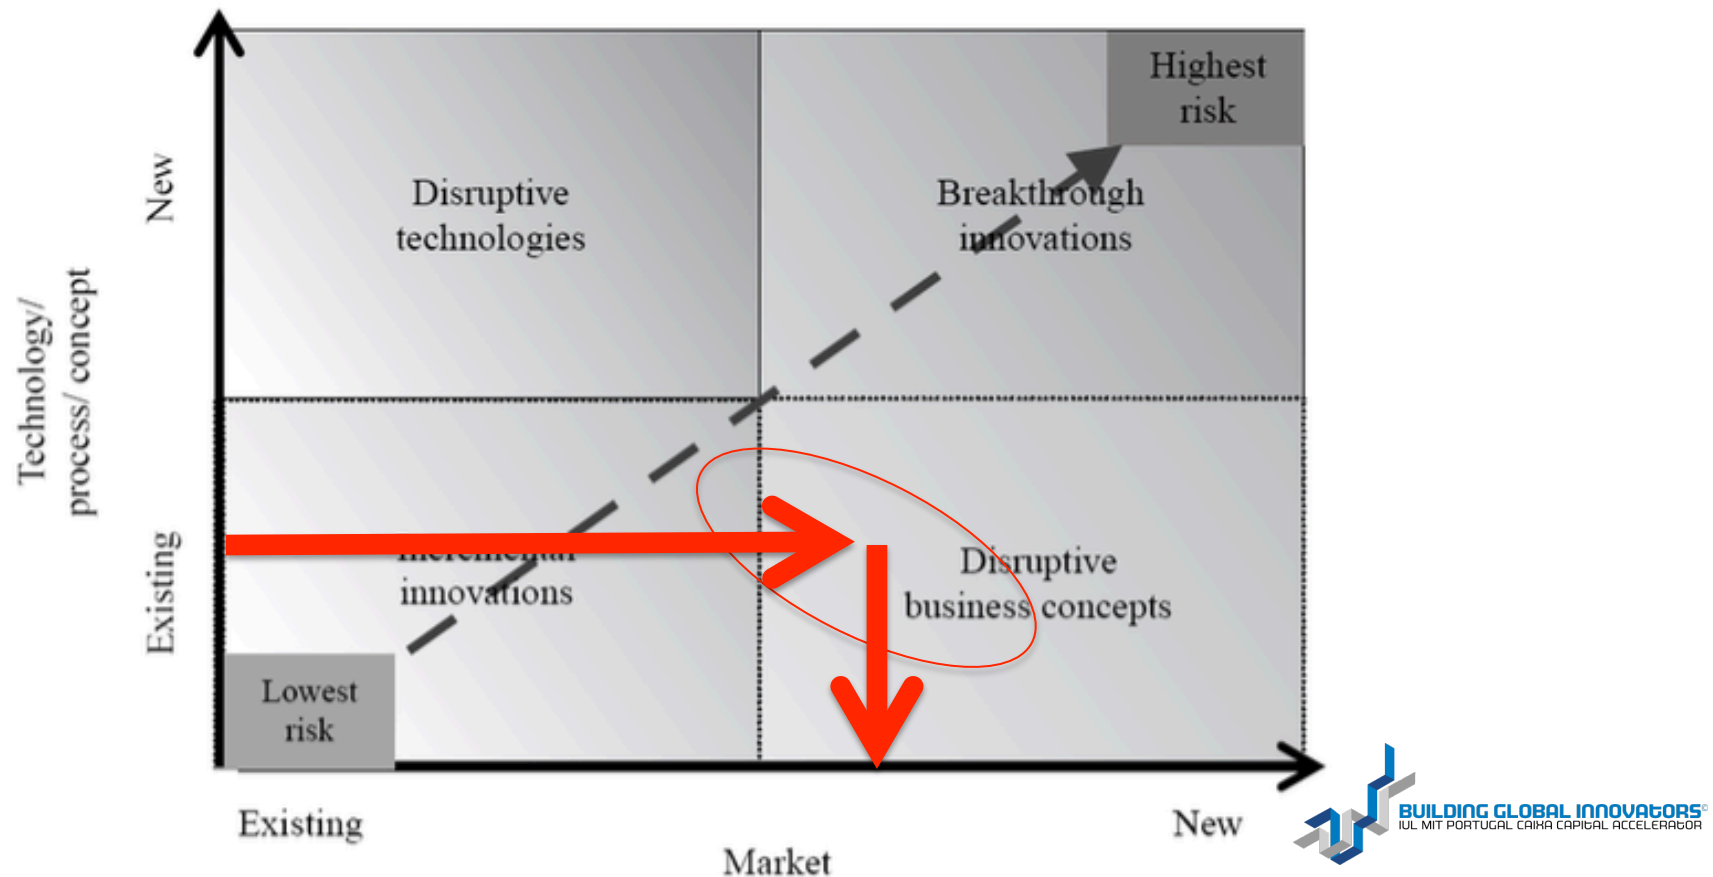 Highest
risk
New
Disruptive
technologies
Breakthrough
innovations
Technology/
process/ concept
Existing
Incremental
innovations
Disruptive
business concepts
Lowest
risk
Existing
New
Market
BUILDING GLOBAL INNOVATORS©
IUL MIT PORTUGAL CAIXA CAPITAL ACCELERATOR